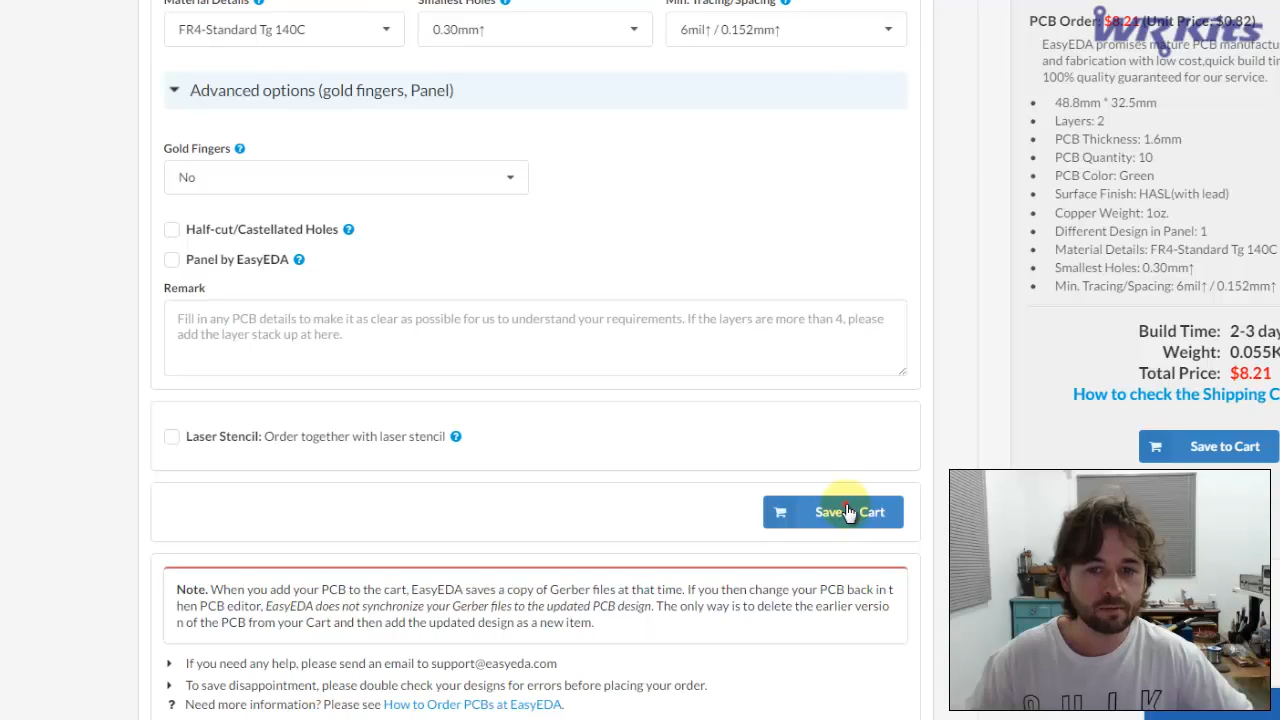 Material Details
Smallest Holes
Min. Tracing/Spacing
FR4-Standard Tg 140C
0.30mm↑
6mil↑ / 0.152mm↑
Advanced options (gold fingers, Panel)
Gold Fingers
No
Half-cut/Castellated Holes
Panel by EasyEDA
Remark
Fill in any PCB details to make it as clear as possible for us to understand your requirements. If the layers are more than 4, please
add the layer stack up at here.
Laser Stencil: Order together with laser stencil
Save to Cart
Note. When you add your PCB to the cart, EasyEDA saves a copy of Gerber files at that time. If you then change your PCB back in t
hen PCB editor, EasyEDA does not synchronize your Gerber files to the updated PCB design. The only way is to delete the earlier versio
n of the PCB from your Cart and then add the updated design as a new item.
If you need any help, please send an email to support@easyeda.com
To save disappointment, please double check your designs for errors before placing your order.
Need more information? Please see How to Order PCBs at EasyEDA.
WRKits
PCB Order: $8.21 (Unit Price: $0.82)
EasyEDA promises mature PCB manufactu
and fabrication with low cost,quick build ti
100% quality guaranteed for our service.
48.8mm * 32.5mm
Layers: 2
PCB Thickness: 1.6mm
PCB Quantity: 10
PCB Color: Green
Surface Finish: HASL(with lead)
Copper Weight: 1oz.
Different Design in Panel: 1
Material Details: FR4-Standard Tg 140C
Smallest Holes: 0.30mm↑
Min. Tracing/Spacing: 6mil↑ / 0.152mm↑
Build Time: 2-3 day
Weight: 0.055K
Total Price: $8.21
How to check the Shipping C
Save to Cart